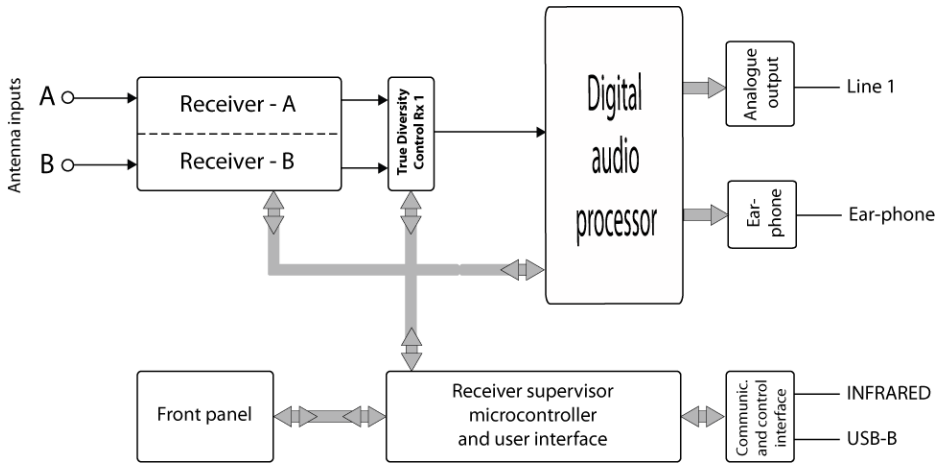 Antenna inputs
A
B
Receiver - A
Receiver - B
True Diversity
Control Rx 1
Digital
audio
processor
Analogue
output
Line 1
Ear-
phone
Ear-phone
Front panel
Receiver supervisor
microcontroller
and user interface
Communic.
and control
interface
INFRARED
USB-B